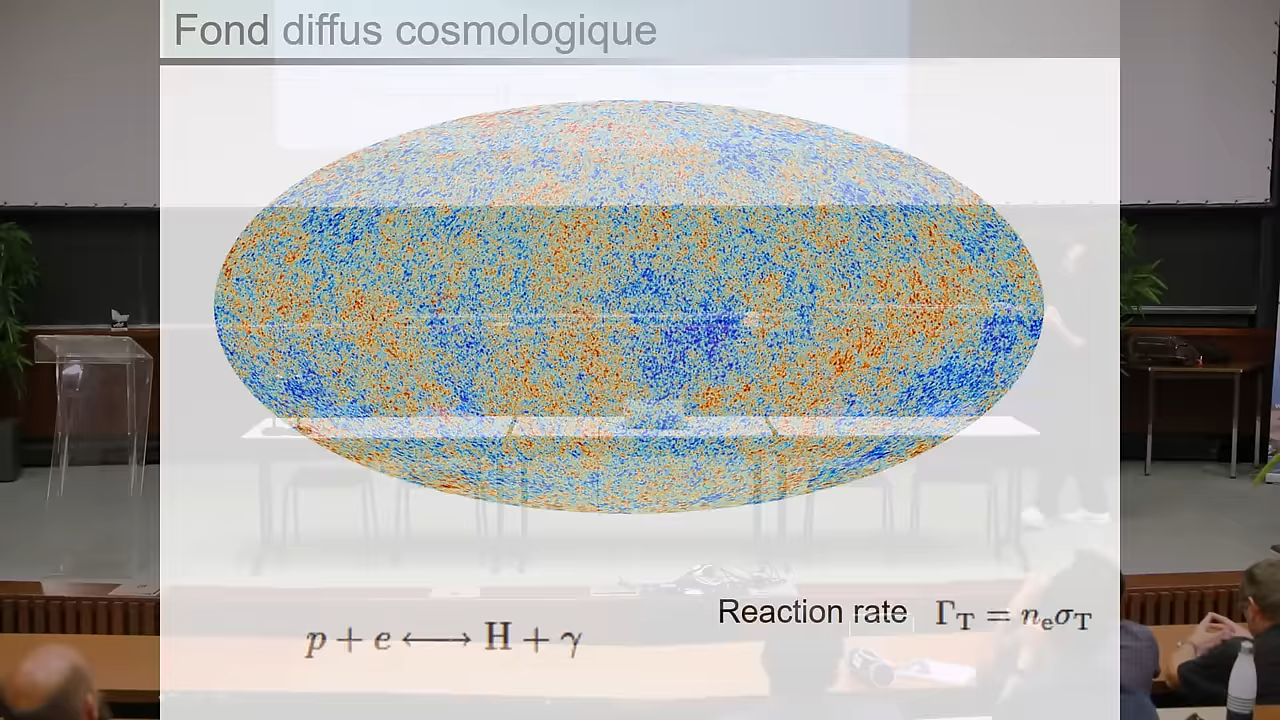 Fond diffus cosmologique
Reaction rate Γ_T = n_e σ_T
p + e ⟷ H + γ